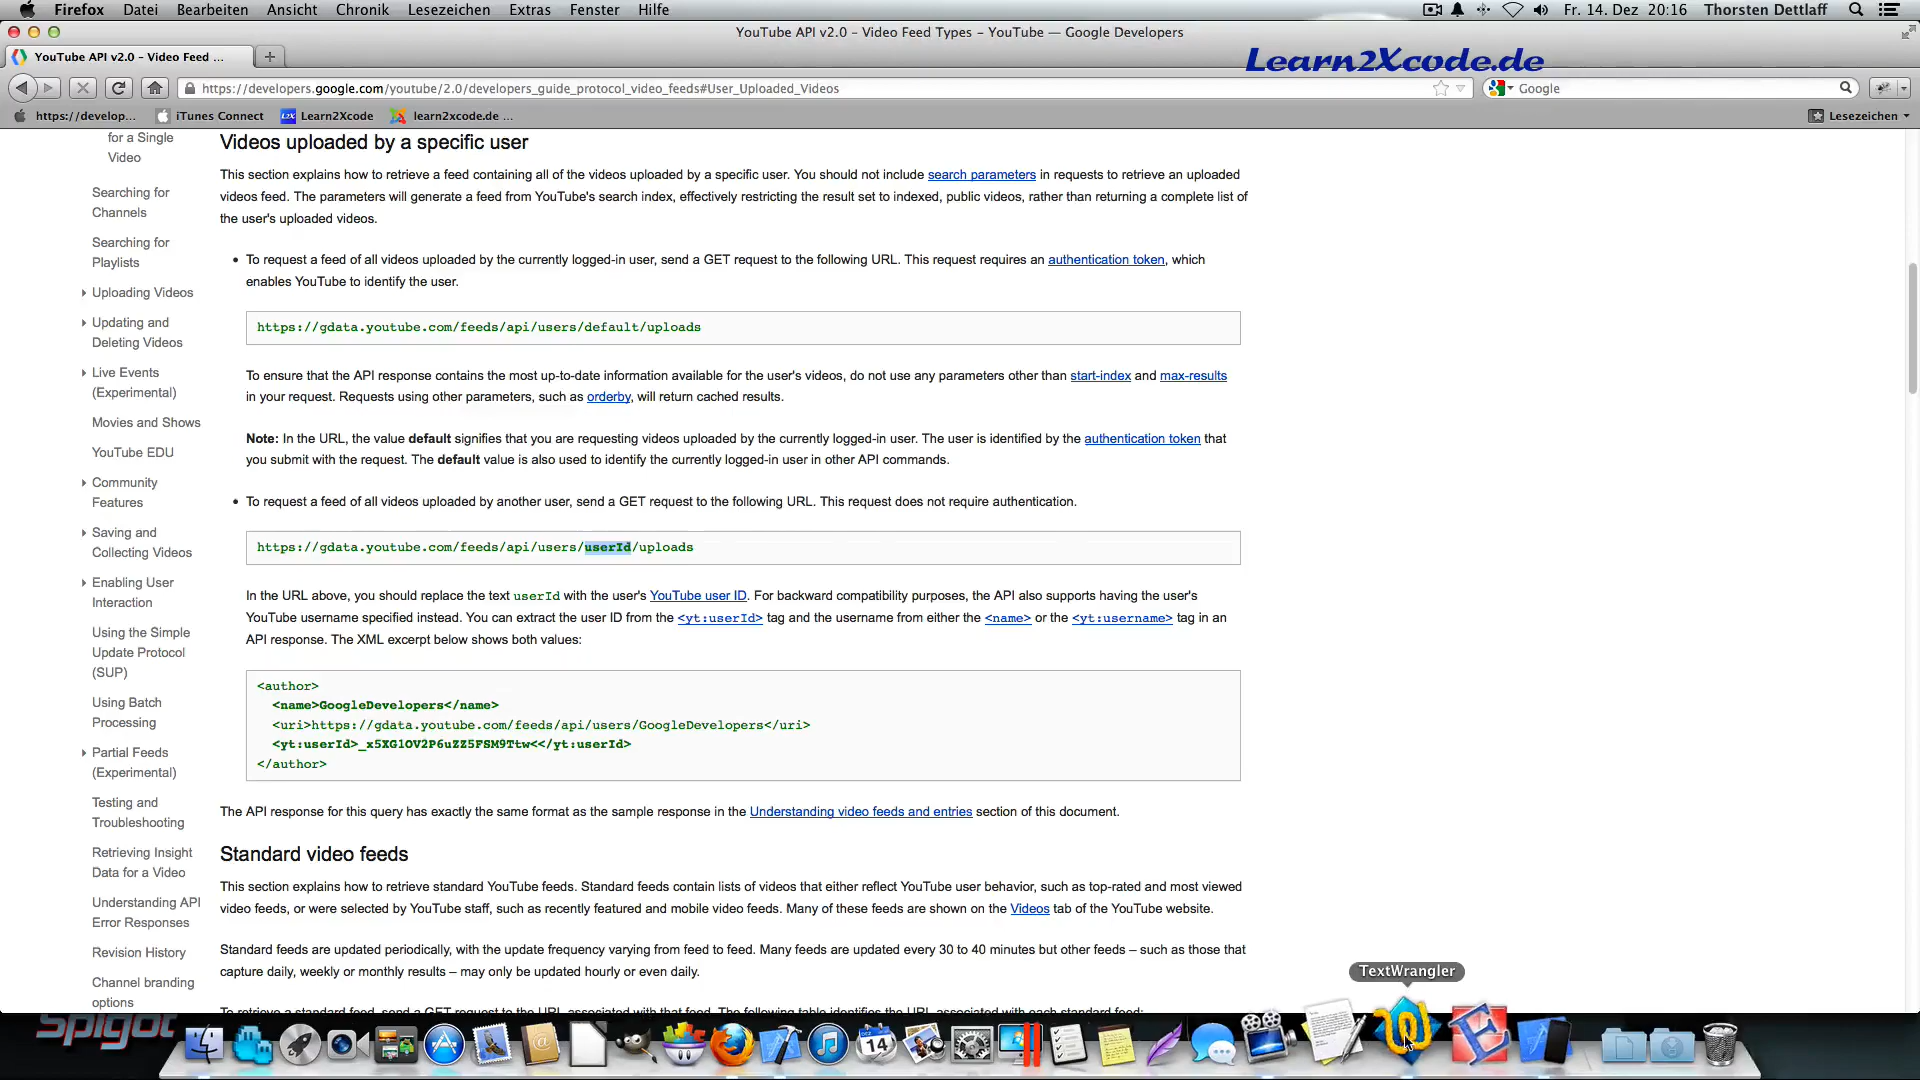 Firefox Datei Bearbeiten Ansicht Chronik Lesezeichen Extras Fenster Hilfe Fr. 14. Dez 20:16 Thorsten Dettlaff
YouTube API v2.0 – Video Feed Types – YouTube — Google Developers
YouTube API v2.0 – Video Feed ...
Learn2Xcode.de
https://developers.google.com/youtube/2.0/developers_guide_protocol_video_feeds#User_Uploaded_Videos Google
https://develop... iTunes Connect Learn2Xcode learn2xcode.de ... Lesezeichen
for a Single
Video
Searching for
Channels
Searching for
Playlists
Uploading Videos
Updating and
Deleting Videos
Live Events
(Experimental)
Movies and Shows
YouTube EDU
Community
Features
Saving and
Collecting Videos
Enabling User
Interaction
Using the Simple
Update Protocol
(SUP)
Using Batch
Processing
Partial Feeds
(Experimental)
Testing and
Troubleshooting
Retrieving Insight
Data for a Video
Understanding API
Error Responses
Revision History
Channel branding
options
Videos uploaded by a specific user
This section explains how to retrieve a feed containing all of the videos uploaded by a specific user. You should not include search parameters in requests to retrieve an uploaded
videos feed. The parameters will generate a feed from YouTube's search index, effectively restricting the result set to indexed, public videos, rather than returning a complete list of
the user's uploaded videos.
• To request a feed of all videos uploaded by the currently logged-in user, send a GET request to the following URL. This request requires an authentication token, which
enables YouTube to identify the user.
https://gdata.youtube.com/feeds/api/users/default/uploads
To ensure that the API response contains the most up-to-date information available for the user's videos, do not use any parameters other than start-index and max-results
in your request. Requests using other parameters, such as orderby, will return cached results.
Note: In the URL, the value default signifies that you are requesting videos uploaded by the currently logged-in user. The user is identified by the authentication token that
you submit with the request. The default value is also used to identify the currently logged-in user in other API commands.
• To request a feed of all videos uploaded by another user, send a GET request to the following URL. This request does not require authentication.
https://gdata.youtube.com/feeds/api/users/userId/uploads
In the URL above, you should replace the text userId with the user's YouTube user ID. For backward compatibility purposes, the API also supports having the user's
YouTube username specified instead. You can extract the user ID from the <yt:userId> tag and the username from either the <name> or the <yt:username> tag in an
API response. The XML excerpt below shows both values:
<author>
<name>GoogleDevelopers</name>
<uri>https://gdata.youtube.com/feeds/api/users/GoogleDevelopers</uri>
<yt:userId>_x5XG1OV2P6uZZ5FSM9Ttw<</yt:userId>
</author>
The API response for this query has exactly the same format as the sample response in the Understanding video feeds and entries section of this document.
Standard video feeds
This section explains how to retrieve standard YouTube feeds. Standard feeds contain lists of videos that either reflect YouTube user behavior, such as top-rated and most viewed
video feeds, or were selected by YouTube staff, such as recently featured and mobile video feeds. Many of these feeds are shown on the Videos tab of the YouTube website.
Standard feeds are updated periodically, with the update frequency varying from feed to feed. Many feeds are updated every 30 to 40 minutes but other feeds – such as those that
capture daily, weekly or monthly results – may only be updated hourly or even daily.
To retrieve a standard feed, send a GET request to the URL associated with that feed. The following table identifies the URL associated with each standard feed:
TextWrangler
Spigot
14